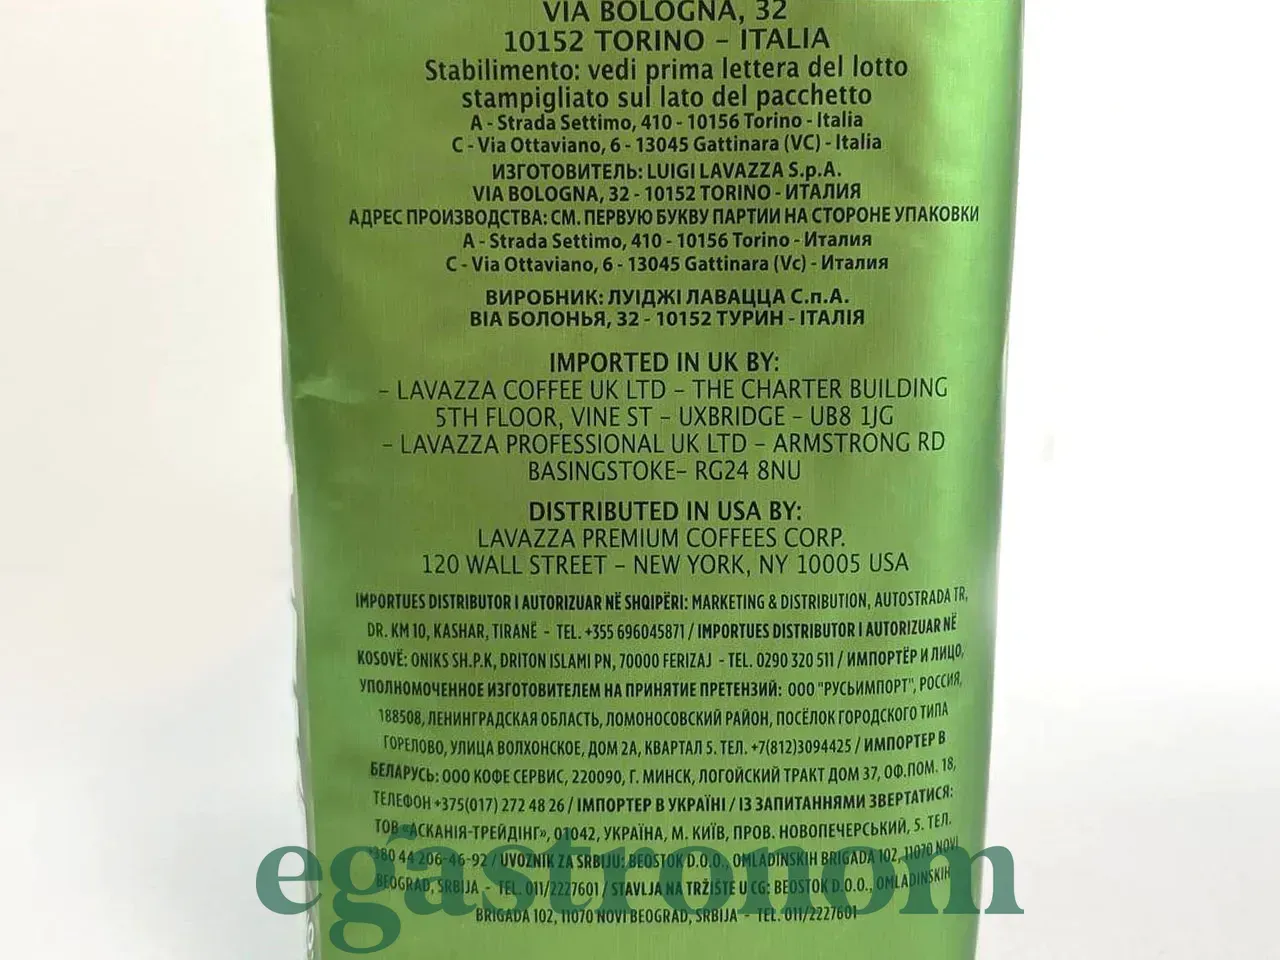 VIA BOLOGNA, 32
10152 TORINO – ITALIA
Stabilimento: vedi prima lettera del lotto
stampigliato sul lato del pacchetto
A - Strada Settimo, 410 - 10156 Torino - Italia
C - Via Ottaviano, 6 - 13045 Gattinara (VC) - Italia
ИЗГОТОВИТЕЛЬ: LUIGI LAVAZZA S.p.A.
VIA BOLOGNA, 32 - 10152 TORINO - ИТАЛИЯ
АДРЕС ПРОИЗВОДСТВА: СМ. ПЕРВУЮ БУКВУ ПАРТИИ НА СТОРОНЕ УПАКОВКИ
A - Strada Settimo, 410 - 10156 Torino - Италия
C - Via Ottaviano, 6 - 13045 Gattinara (Vc) - Италия
ВИРОБНИК: ЛУІДЖІ ЛАВАЦЦА С.п.А.
ВІА БОЛОНЬЯ, 32 - 10152 ТУРИН - ІТАЛІЯ
IMPORTED IN UK BY:
– LAVAZZA COFFEE UK LTD – THE CHARTER BUILDING
5TH FLOOR, VINE ST – UXBRIDGE – UB8 1JG
– LAVAZZA PROFESSIONAL UK LTD – ARMSTRONG RD
BASINGSTOKE– RG24 8NU
DISTRIBUTED IN USA BY:
LAVAZZA PREMIUM COFFEES CORP.
120 WALL STREET – NEW YORK, NY 10005 USA
IMPORTUES DISTRIBUTOR I AUTORIZUAR NË SHQIPËRI: MARKETING & DISTRIBUTION, AUTOSTRADA TR,
DR. KM 10, KASHAR, TIRANË - TEL. +355 696045871 / IMPORTUES DISTRIBUTOR I AUTORIZUAR NË
KOSOVË: ONIKS SH.P.K, DRITON ISLAMI PN, 70000 FERIZAJ - TEL. 0290 320 511 / ИМПОРТЁР И ЛИЦО,
УПОЛНОМОЧЕННОЕ ИЗГОТОВИТЕЛЕМ НА ПРИНЯТИЕ ПРЕТЕНЗИЙ: ООО "РУСЬИМПОРТ", РОССИЯ,
188508, ЛЕНИНГРАДСКАЯ ОБЛАСТЬ, ЛОМОНОСОВСКИЙ РАЙОН, ПОСЁЛОК ГОРОДСКОГО ТИПА
ГОРЕЛОВО, УЛИЦА ВОЛХОНСКОЕ, ДОМ 2А, КВАРТАЛ 5. ТЕЛ. +7(812)3094425 / ИМПОРТЕР В
БЕЛАРУСЬ: ООО КОФЕ СЕРВИС, 220090, Г. МИНСК, ЛОГОЙСКИЙ ТРАКТ ДОМ 37, ОФ.ПОМ. 18,
ТЕЛЕФОН +375(017) 272 48 26 / ІМПОРТЕР В УКРАЇНІ / ІЗ ЗАПИТАННЯМИ ЗВЕРТАТИСЯ:
ТОВ «АСКАНІЯ-ТРЕЙДІНГ», 01042, УКРАЇНА, М. КИЇВ, ПРОВ. НОВОПЕЧЕРСЬКИЙ, 5. ТЕЛ.
+380 44 206-46-92 / UVOZNIK ZA SRBIJU: BEOSTOK D.O.O., OMLADINSKIH BRIGADA 102, 11070 NOVI
BEOGRAD, SRBIJA - TEL. 011/2227601 / STAVLJA NA TRŽIŠTE U CG: BEOSTOK D.O.O., OMLADINSKIH
BRIGADA 102, 11070 NOVI BEOGRAD, SRBIJA - TEL. 011/2227601
egastronom